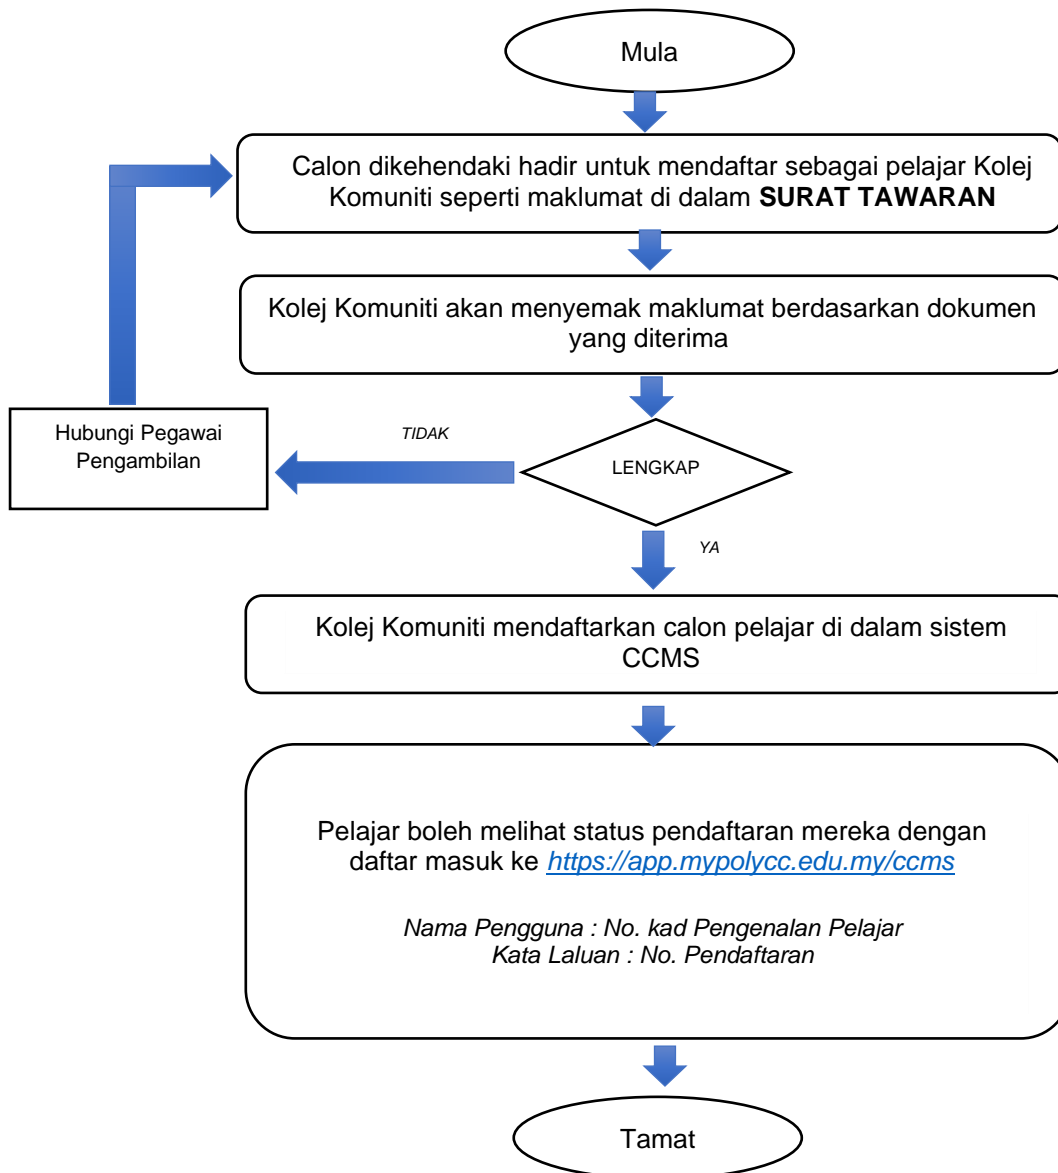 Mula
Calon dikehendaki hadir untuk mendaftar sebagai pelajar Kolej
Komuniti seperti maklumat di dalam SURAT TAWARAN
Kolej Komuniti akan menyemak maklumat berdasarkan dokumen
yang diterima
Hubungi Pegawai
Pengambilan
TIDAK
LENGKAP
YA
Kolej Komuniti mendaftarkan calon pelajar di dalam sistem
CCMS
Pelajar boleh melihat status pendaftaran mereka dengan
daftar masuk ke https://app.mypolycc.edu.my/ccms
Nama Pengguna : No. kad Pengenalan Pelajar
Kata Laluan : No. Pendaftaran
Tamat